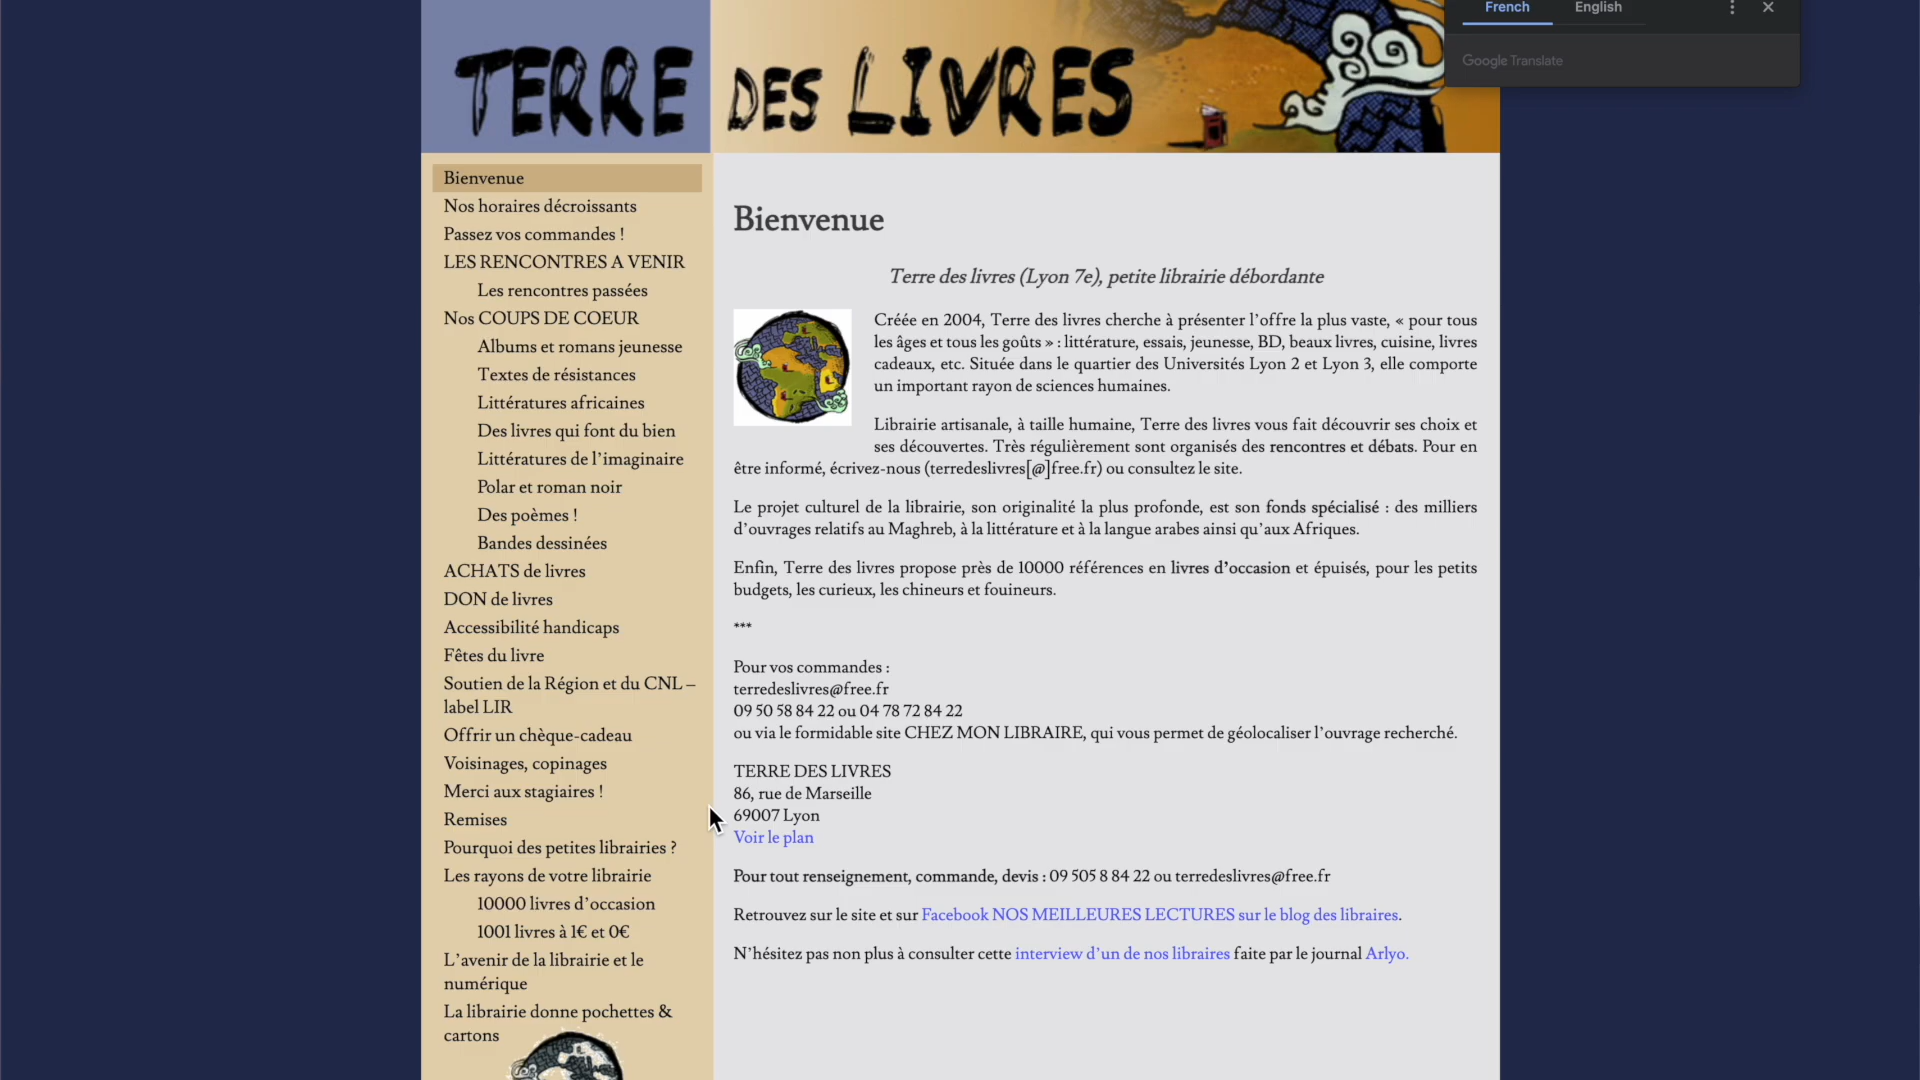 TERRE DES LIVRES
French English
Google Translate
Bienvenue
Nos horaires décroissants
Passez vos commandes !
LES RENCONTRES A VENIR
Les rencontres passées
Nos COUPS DE COEUR
Albums et romans jeunesse
Textes de résistances
Littératures africaines
Des livres qui font du bien
Littératures de l’imaginaire
Polar et roman noir
Des poèmes !
Bandes dessinées
ACHATS de livres
DON de livres
Accessibilité handicaps
Fêtes du livre
Soutien de la Région et du CNL –
label LIR
Offrir un chèque-cadeau
Voisinages, copinages
Merci aux stagiaires !
Remises
Pourquoi des petites librairies ?
Les rayons de votre librairie
10000 livres d’occasion
1001 livres à 1€ et 0€
L’avenir de la librairie et le
numérique
La librairie donne pochettes &
cartons
Bienvenue
Terre des livres (Lyon 7e), petite librairie débordante
Créée en 2004, Terre des livres cherche à présenter l’offre la plus vaste, « pour tous
les âges et tous les goûts » : littérature, essais, jeunesse, BD, beaux livres, cuisine, livres
cadeaux, etc. Située dans le quartier des Universités Lyon 2 et Lyon 3, elle comporte
un important rayon de sciences humaines.
Librairie artisanale, à taille humaine, Terre des livres vous fait découvrir ses choix et
ses découvertes. Très régulièrement sont organisés des rencontres et débats. Pour en
être informé, écrivez-nous (terredeslivres[@]free.fr) ou consultez le site.
Le projet culturel de la librairie, son originalité la plus profonde, est son fonds spécialisé : des milliers
d’ouvrages relatifs au Maghreb, à la littérature et à la langue arabes ainsi qu’aux Afriques.
Enfin, Terre des livres propose près de 10000 références en livres d’occasion et épuisés, pour les petits
budgets, les curieux, les chineurs et fouineurs.
***
Pour vos commandes :
terredeslivres@free.fr
09 50 58 84 22 ou 04 78 72 84 22
ou via le formidable site CHEZ MON LIBRAIRE, qui vous permet de géolocaliser l’ouvrage recherché.
TERRE DES LIVRES
86, rue de Marseille
69007 Lyon
Voir le plan
Pour tout renseignement, commande, devis : 09 505 8 84 22 ou terredeslivres@free.fr
Retrouvez sur le site et sur Facebook NOS MEILLEURES LECTURES sur le blog des libraires.
N’hésitez pas non plus à consulter cette interview d’un de nos libraires faite par le journal Arlyo.